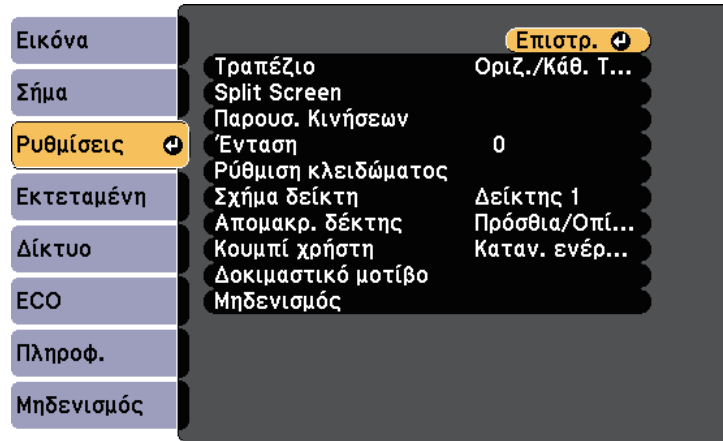 Εικόνα
Σήμα
Ρυθμίσεις
Εκτεταμένη
Δίκτυο
ECO
Πληροφ.
Μηδενισμός
Επιστρ.
Τραπέζιο Οριζ./Κάθ. Τ...
Split Screen
Παρουσ. Κινήσεων
Ένταση 0
Ρύθμιση κλειδώματος
Σχήμα δείκτη Δείκτης 1
Απομακρ. δέκτης Πρόσθια/Οπί...
Κουμπί χρήστη Καταν. ενέρ...
Δοκιμαστικό μοτίβο
Μηδενισμός